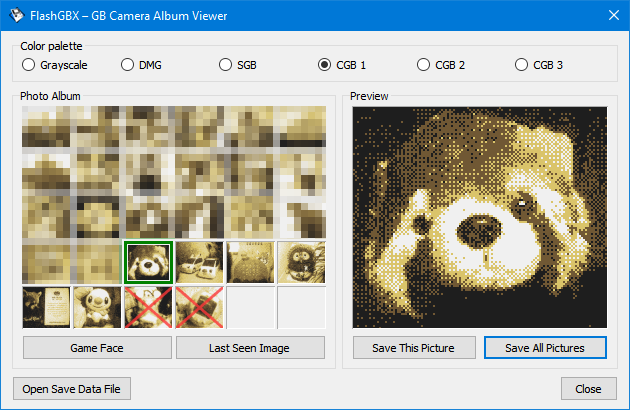 FlashGBX – GB Camera Album Viewer
Color palette
Grayscale
DMG
SGB
CGB 1
CGB 2
CGB 3
Photo Album
Preview
Game Face
Last Seen Image
Save This Picture
Save All Pictures
Open Save Data File
Close